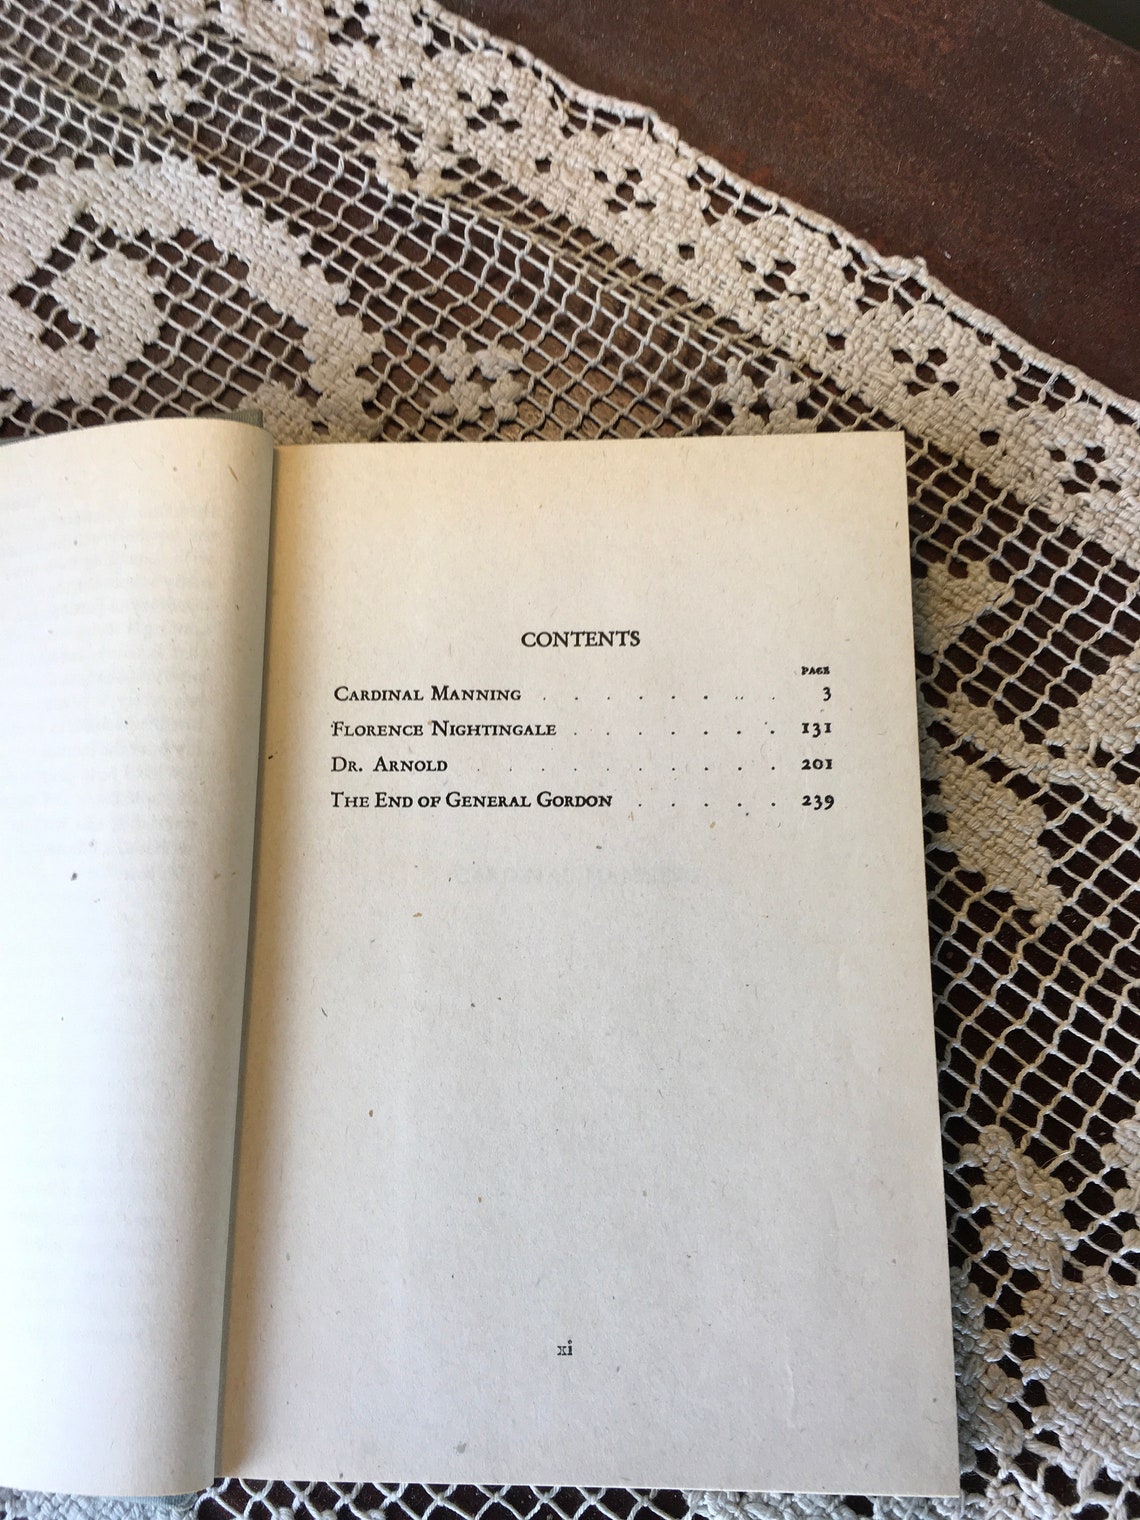 CONTENTS
PAGE
CARDINAL MANNING . . . . . . . . 3
FLORENCE NIGHTINGALE . . . . . . . 131
DR. ARNOLD . . . . . . . . . . 201
THE END OF GENERAL GORDON . . . . . 239
xi